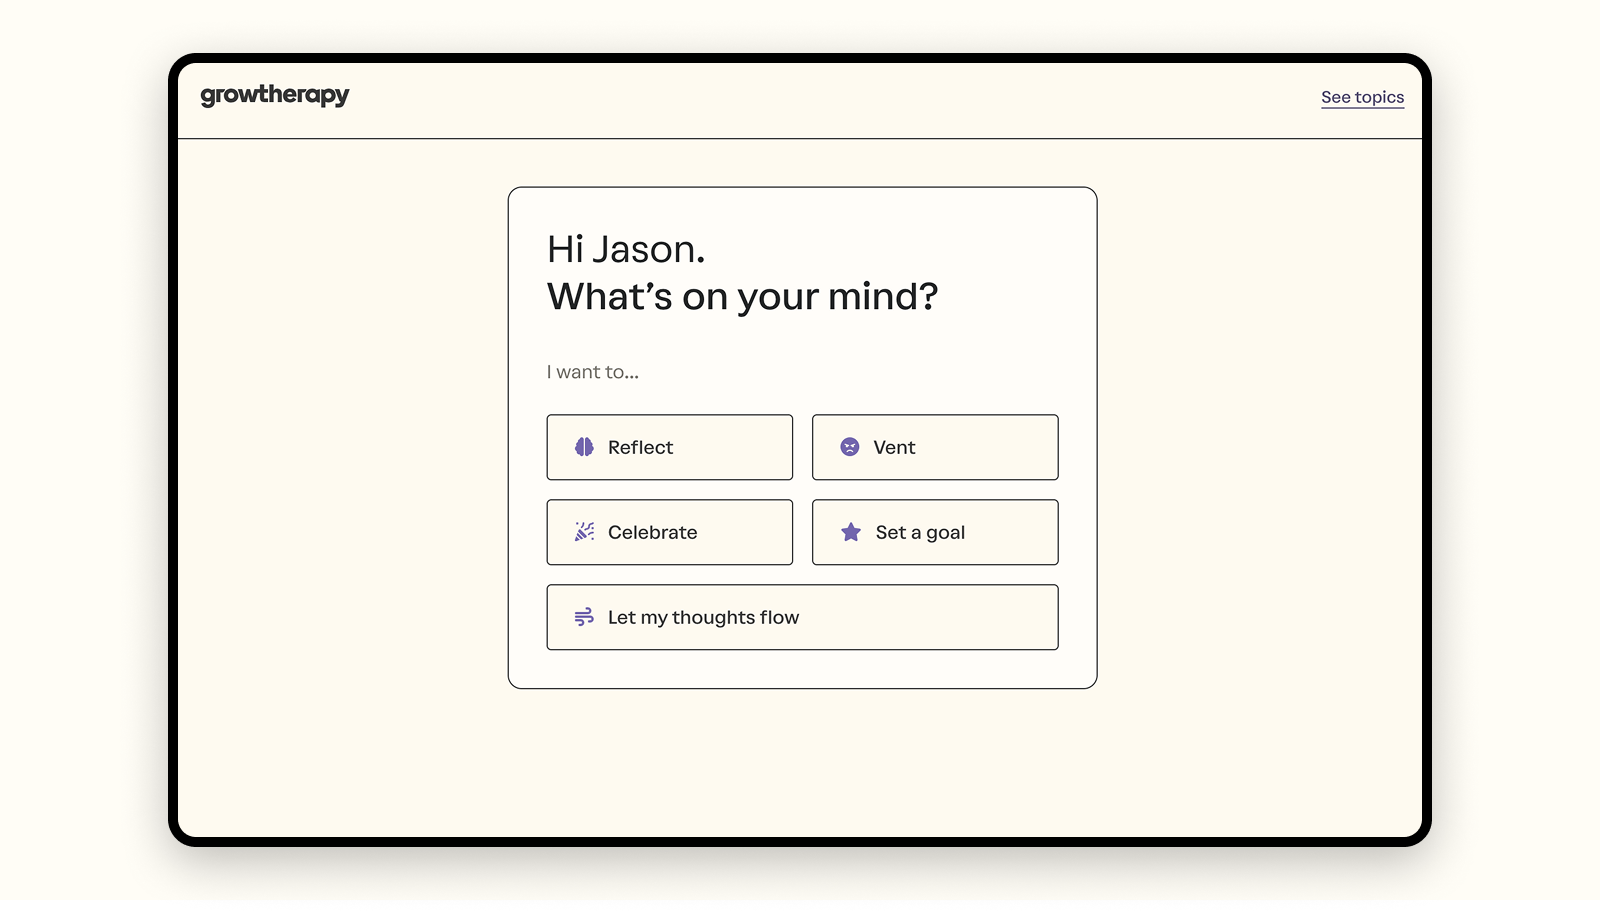 growtherapy
See topics
Hi Jason.
What’s on your mind?
I want to...
Reflect
Vent
Celebrate
Set a goal
Let my thoughts flow